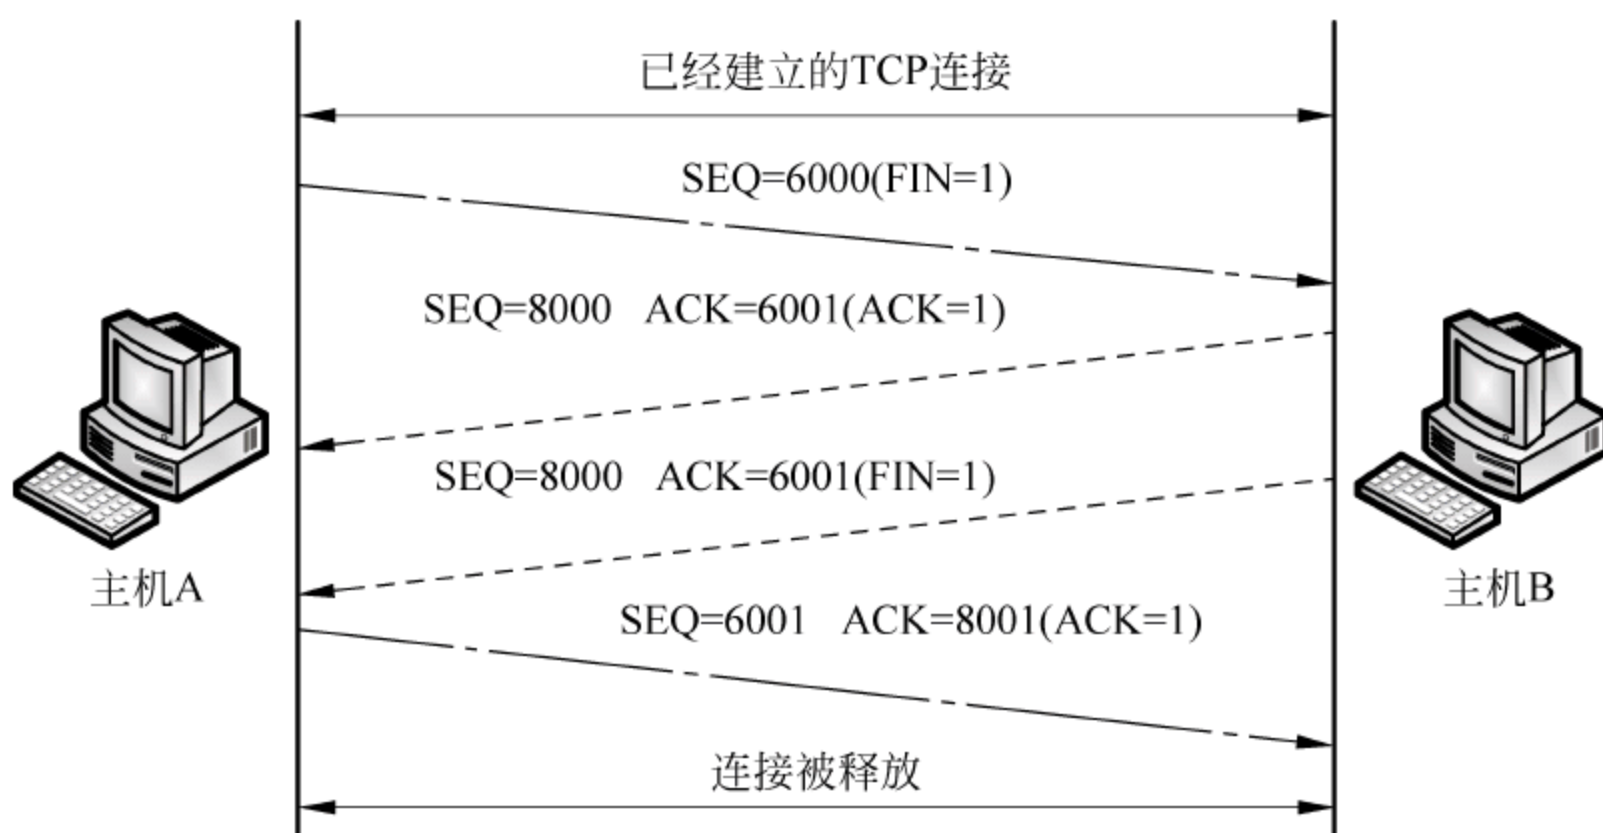 已经建立的TCP连接
SEQ=6000(FIN=1)
SEQ=8000 ACK=6001(ACK=1)
SEQ=8000 ACK=6001(FIN=1)
主机A
主机B
SEQ=6001 ACK=8001(ACK=1)
连接被释放